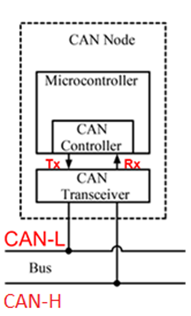 CAN Node
Microcontroller
CAN
Controller
Tx Rx
CAN
Transceiver
CAN-L
Bus
CAN-H